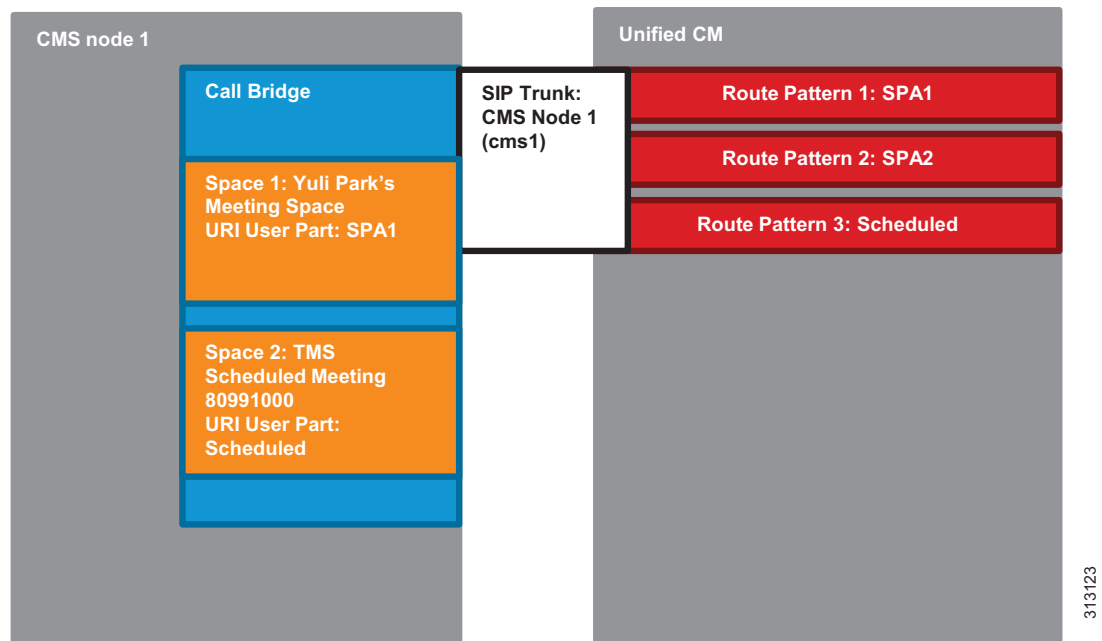 CMS node 1
Call Bridge
Space 1: Yuli Park's
Meeting Space
URI User Part: SPA1
Space 2: TMS
Scheduled Meeting
80991000
URI User Part:
Scheduled
SIP Trunk:
CMS Node 1
(cms1)
Unified CM
Route Pattern 1: SPA1
Route Pattern 2: SPA2
Route Pattern 3: Scheduled
313123